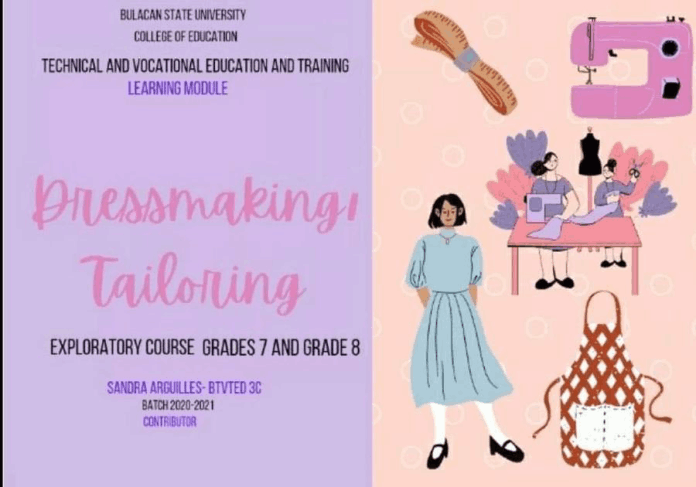 BULACAN STATE UNIVERSITY
COLLEGE OF EDUCATION
TECHNICAL AND VOCATIONAL EDUCATION AND TRAINING
LEARNING MODULE
Dressmaking/
Tailoring
EXPLORATORY COURSE GRADES 7 AND GRADE 8
SANDRA ARGUILLES- BTVTED 3C
BATCH 2020-2021
CONTRIBUTOR